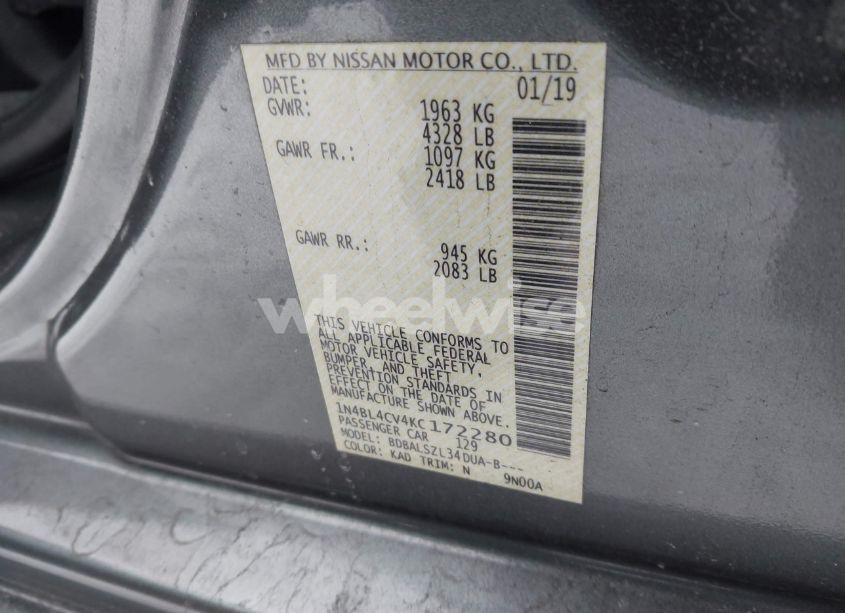 MFD BY NISSAN MOTOR CO., LTD.
DATE: 01/19
GVWR: 1963 KG
4328 LB
GAWR FR.: 1097 KG
2418 LB
GAWR RR.: 945 KG
2083 LB
wheelwise
THIS VEHICLE CONFORMS TO
ALL APPLICABLE FEDERAL
MOTOR VEHICLE SAFETY,
BUMPER, AND THEFT
PREVENTION STANDARDS IN
EFFECT ON THE DATE OF
MANUFACTURE SHOWN ABOVE.
1N4BL4CV4KC172280
PASSENGER CAR 129
MODEL: BDBALSZL34DUA-B---
COLOR: KAD TRIM: N 9N00A